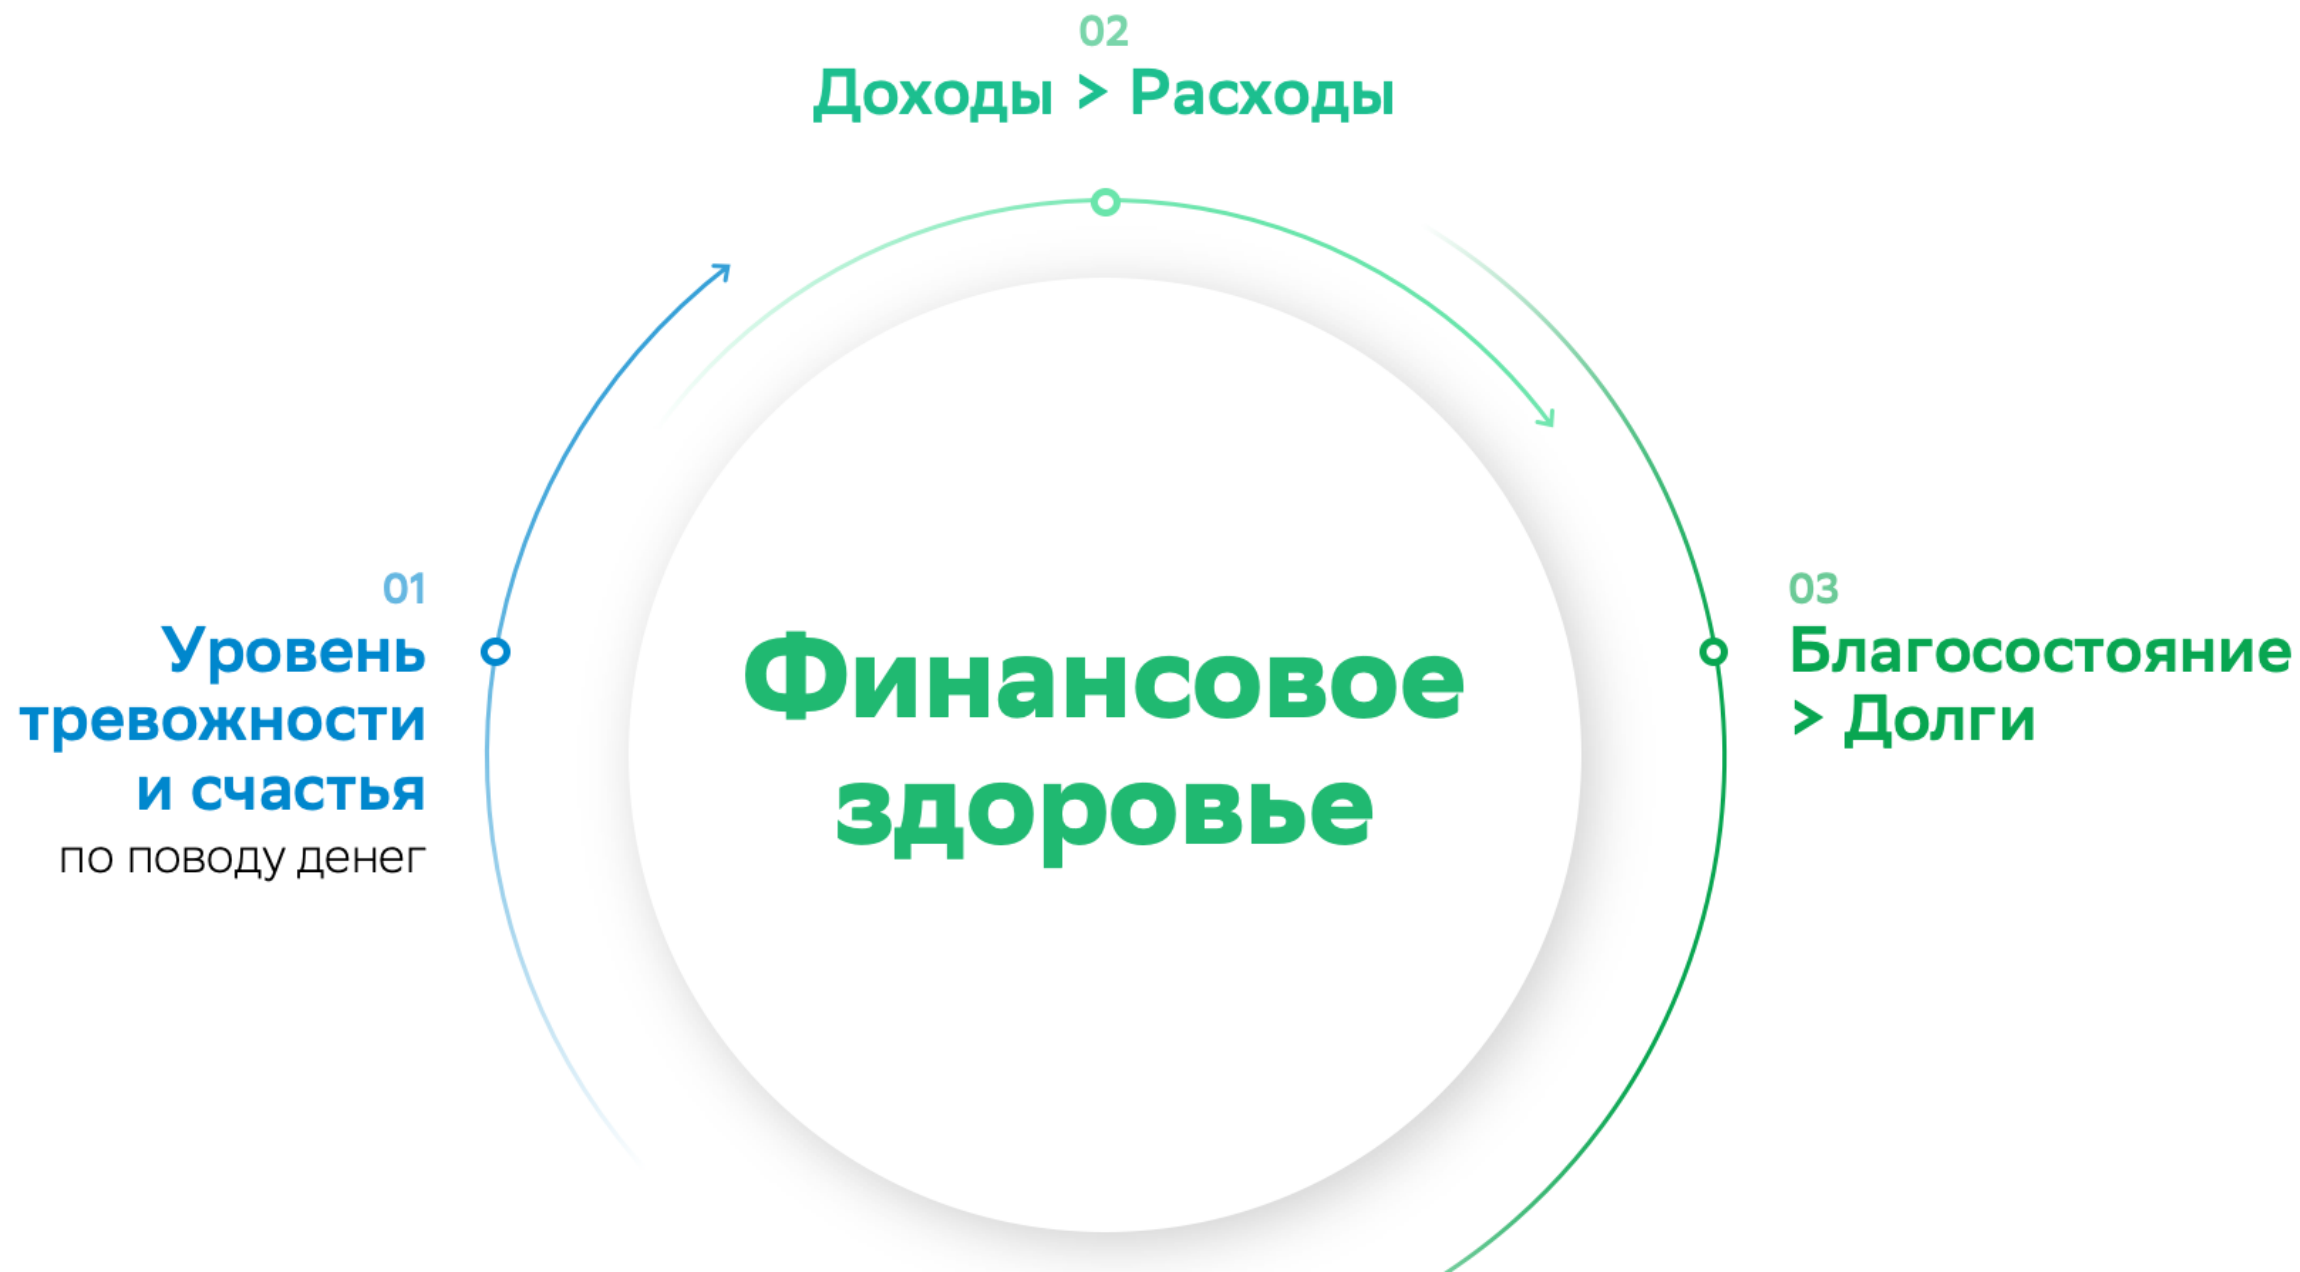 02
Доходы > Расходы
01
Уровень
тревожности
и счастья
по поводу денег
Финансовое
здоровье
03
Благосостояние
> Долги